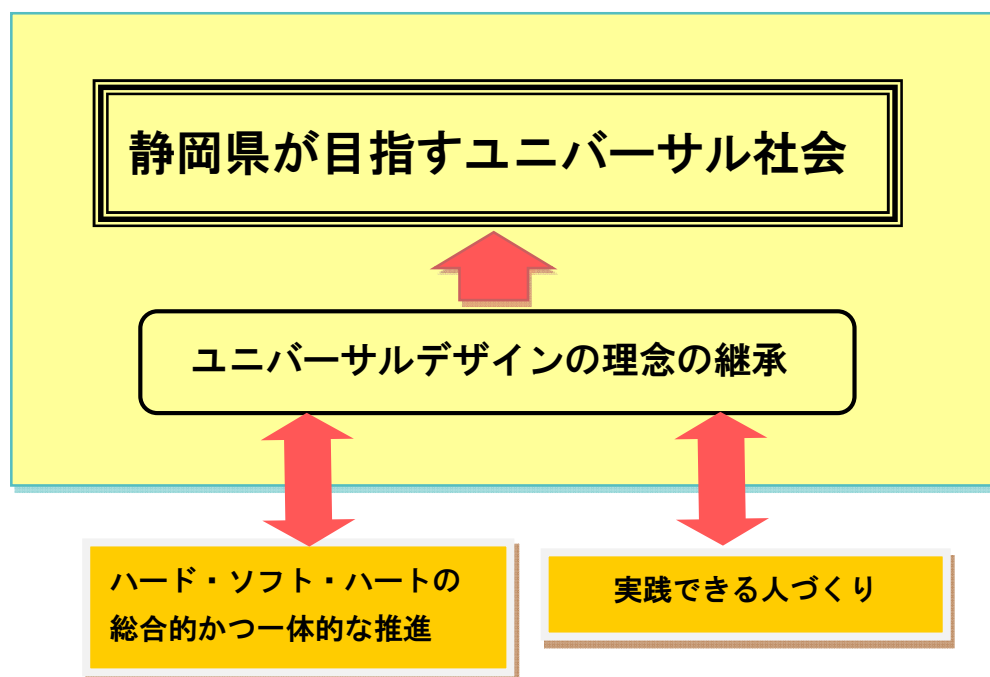 静岡県が目指すユニバーサル社会
ユニバーサルデザインの理念の継承
ハード・ソフト・ハートの
総合的かつ一体的な推進
実践できる人づくり